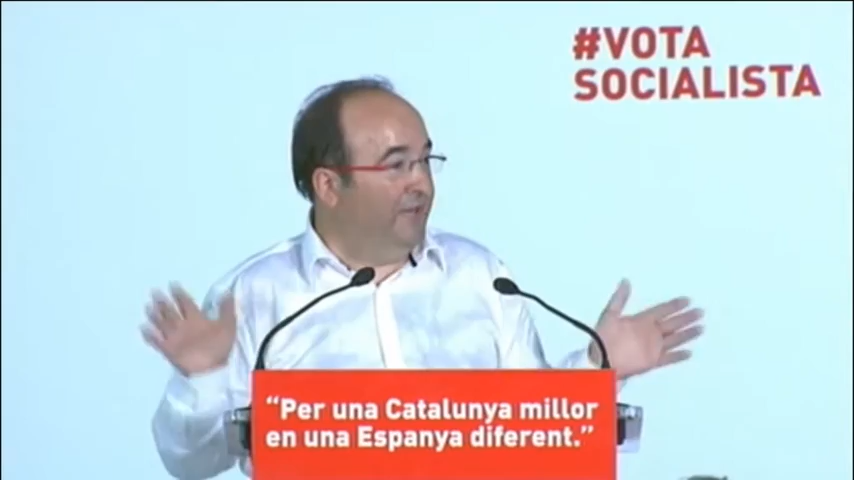 #VOTA
SOCIALISTA
“Per una Catalunya millor
en una Espanya diferent.”